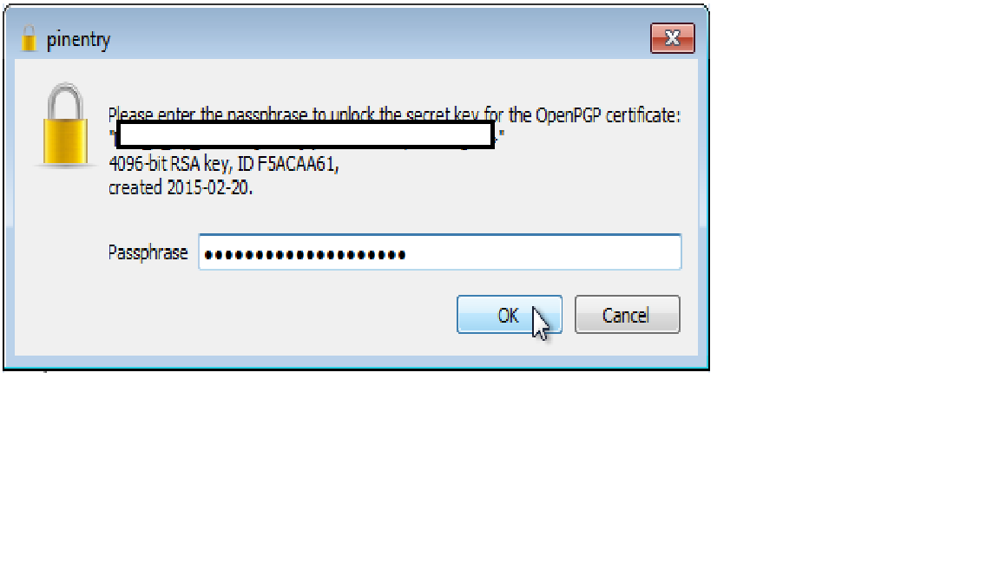 pinentry
Please enter the passphrase to unlock the secret key for the OpenPGP certificate:
"
"
4096-bit RSA key, ID F5ACAA61,
created 2015-02-20.
Passphrase ••••••••••••••••••••
OK Cancel